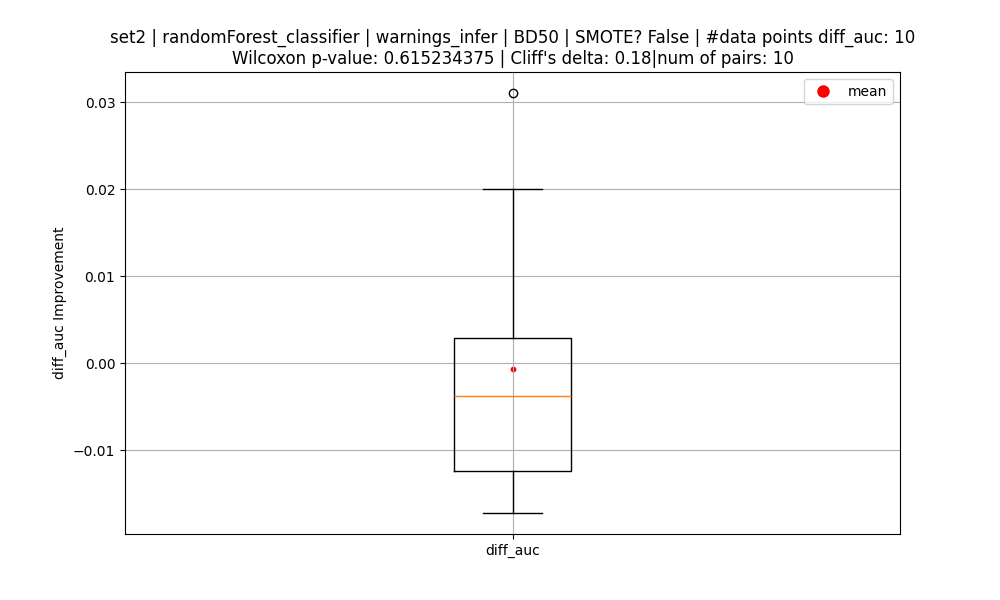 set2 | randomForest_classifier | warnings_infer | BD50 | SMOTE? False | #data points diff_auc: 10
Wilcoxon p-value: 0.615234375 | Cliff's delta: 0.18|num of pairs: 10
mean
0.03
0.02
0.01
0.00
−0.01
diff_auc Improvement
diff_auc